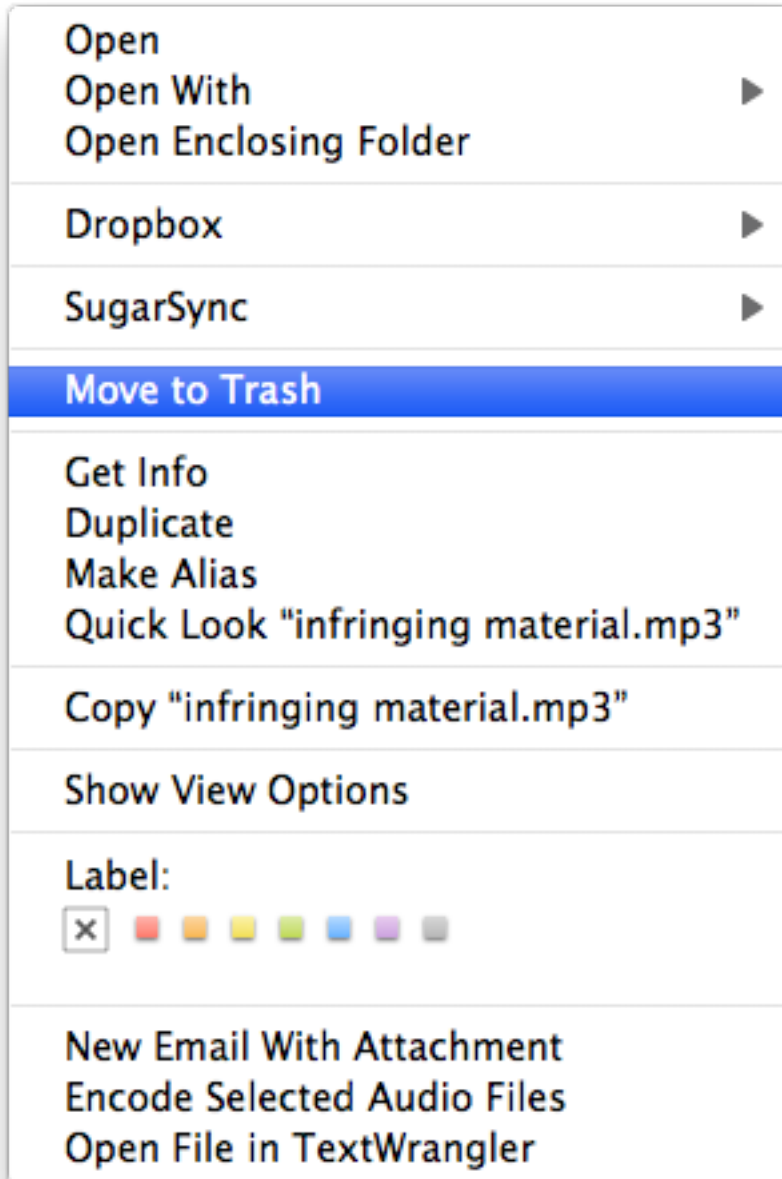 Open
Open With
Open Enclosing Folder
Dropbox
SugarSync
Move to Trash
Get Info
Duplicate
Make Alias
Quick Look “infringing material.mp3”
Copy “infringing material.mp3”
Show View Options
Label:
New Email With Attachment
Encode Selected Audio Files
Open File in TextWrangler